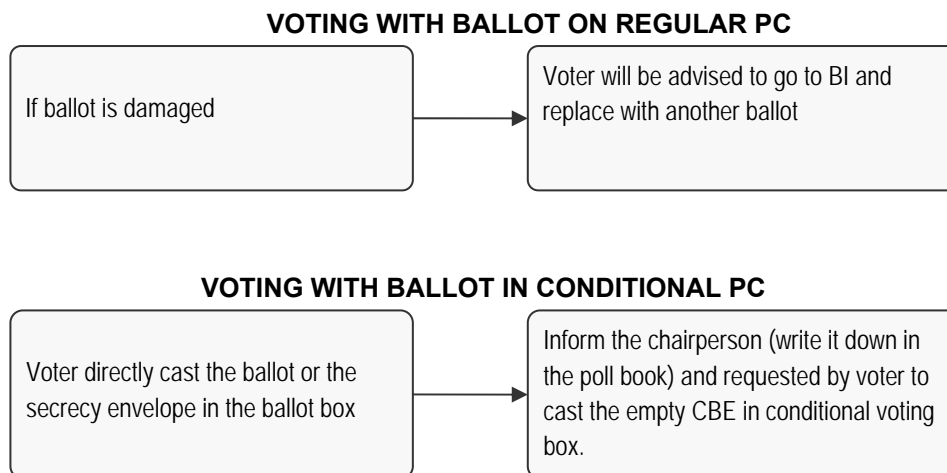 VOTING WITH BALLOT ON REGULAR PC
If ballot is damaged
Voter will be advised to go to BI and
replace with another ballot
VOTING WITH BALLOT IN CONDITIONAL PC
Voter directly cast the ballot or the
secrecy envelope in the ballot box
Inform the chairperson (write it down in
the poll book) and requested by voter to
cast the empty CBE in conditional voting
box.